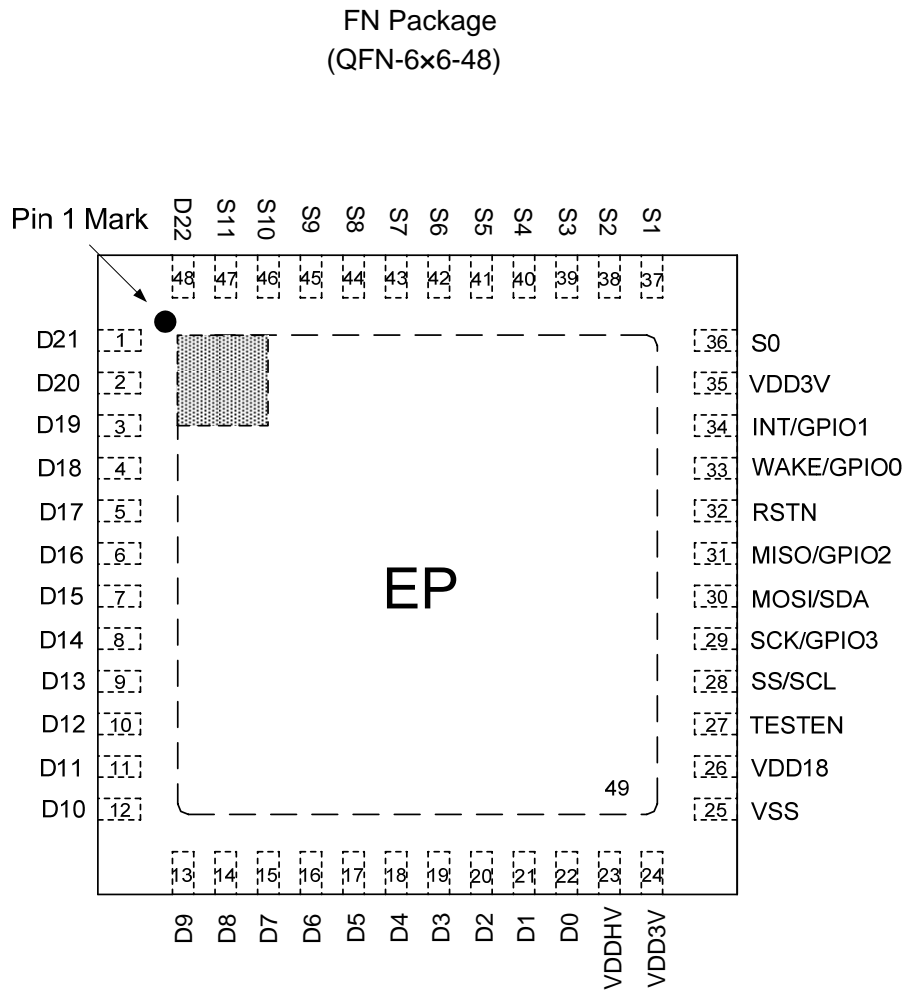 FN Package
(QFN-6×6-48)
Pin 1 Mark
D22 S11 S10 S9 S8 S7 S6 S5 S4 S3 S2 S1
48 47 46 45 44 43 42 41 40 39 38 37
D21 1 36 S0
D20 2 35 VDD3V
D19 3 34 INT/GPIO1
D18 4 33 WAKE/GPIO0
D17 5 32 RSTN
D16 6 31 MISO/GPIO2
D15 7 EP 30 MOSI/SDA
D14 8 29 SCK/GPIO3
D13 9 28 SS/SCL
D12 10 27 TESTEN
D11 11 26 VDD18
49
D10 12 25 VSS
13 14 15 16 17 18 19 20 21 22 23 24
D9 D8 D7 D6 D5 D4 D3 D2 D1 D0 VDDHV VDD3V